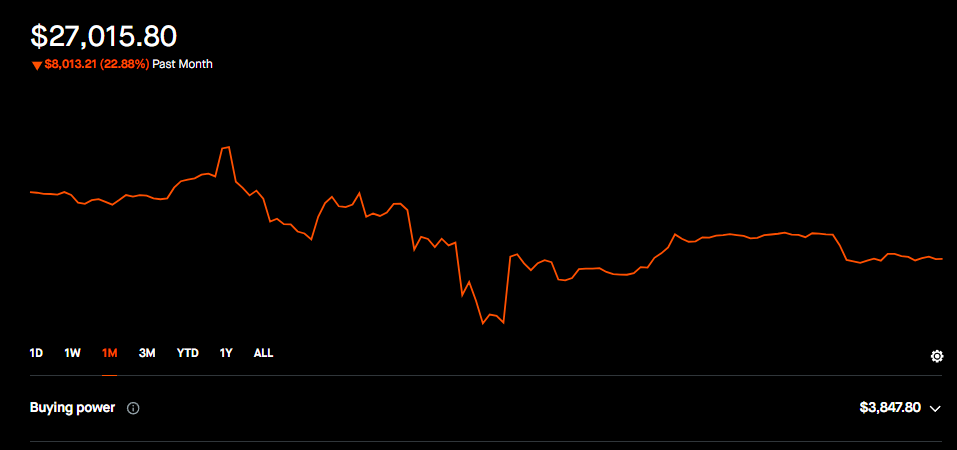 $27,015.80
▼$8,013.21 (22.88%) Past Month
1D 1W 1M 3M YTD 1Y ALL
Buying power $3,847.80